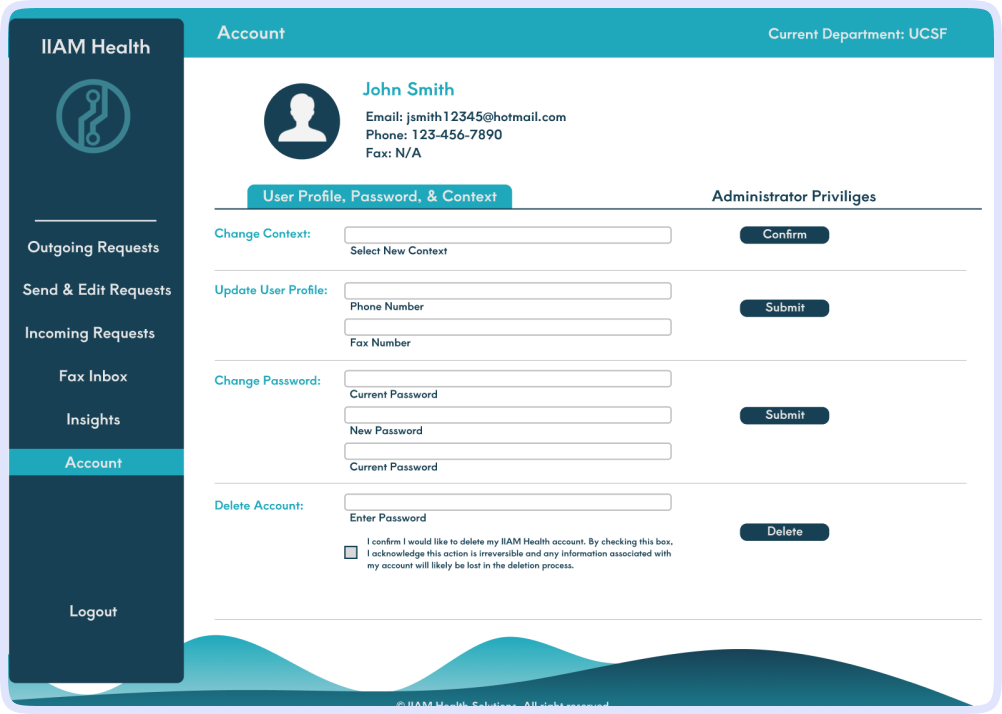 IIAM Health
Account
Current Department: UCSF
John Smith
Email: jsmith12345@hotmail.com
Phone: 123-456-7890
Fax: N/A
User Profile, Password, & Context
Administrator Priviliges
Outgoing Requests
Send & Edit Requests
Incoming Requests
Fax Inbox
Insights
Account
Logout
Change Context:
Select New Context
Confirm
Update User Profile:
Phone Number
Fax Number
Submit
Change Password:
Current Password
New Password
Current Password
Submit
Delete Account:
Enter Password
I confirm I would like to delete my IIAM Health account. By checking this box,
I acknowledge this action is irreversible and any information associated with
my account will likely be lost in the deletion process.
Delete
© IIAM Health Solutions. All right reserved